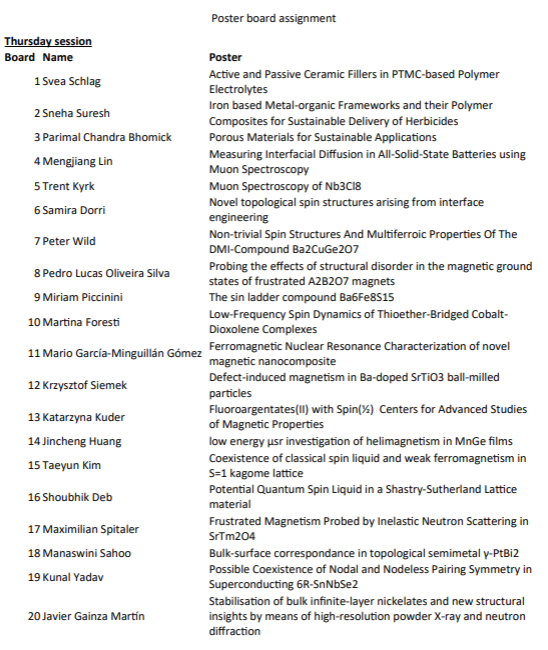 Poster board assignment
Thursday session
Board Name Poster
1 Svea Schlag Active and Passive Ceramic Fillers in PTMC-based Polymer
Electrolytes
2 Sneha Suresh Iron based Metal-organic Frameworks and their Polymer
Composites for Sustainable Delivery of Herbicides
3 Parimal Chandra Bhomick Porous Materials for Sustainable Applications
4 Mengjiang Lin Measuring Interfacial Diffusion in All-Solid-State Batteries using
Muon Spectroscopy
5 Trent Kyrk Muon Spectroscopy of Nb3Cl8
6 Samira Dorri Novel topological spin structures arising from interface
engineering
7 Peter Wild Non-trivial Spin Structures And Multiferroic Properties Of The
DMI-Compound Ba2CuGe2O7
8 Pedro Lucas Oliveira Silva Probing the effects of structural disorder in the magnetic ground
states of frustrated A2B2O7 magnets
9 Miriam Piccinini The sin ladder compound Ba6Fe8S15
10 Martina Foresti Low-Frequency Spin Dynamics of Thioether-Bridged Cobalt-
Dioxolene Complexes
11 Mario García-Minguillán Gómez Ferromagnetic Nuclear Resonance Characterization of novel
magnetic nanocomposite
12 Krzysztof Siemek Defect-induced magnetism in Ba-doped SrTiO3 ball-milled
particles
13 Katarzyna Kuder Fluoroargentates(II) with Spin(½) Centers for Advanced Studies
of Magnetic Properties
14 Jincheng Huang low energy μsr investigation of helimagnetism in MnGe films
15 Taeyun Kim Coexistence of classical spin liquid and weak ferromagnetism in
S=1 kagome lattice
16 Shoubhik Deb Potential Quantum Spin Liquid in a Shastry-Sutherland Lattice
material
17 Maximilian Spitaler Frustrated Magnetism Probed by Inelastic Neutron Scattering in
SrTm2O4
18 Manaswini Sahoo Bulk-surface correspondence in topological semimetal γ-PtBi2
19 Kunal Yadav Possible Coexistence of Nodal and Nodeless Pairing Symmetry in
Superconducting 6R-SnNbSe2
20 Javier Gainza Martín Stabilisation of bulk infinite-layer nickelates and new structural
insights by means of high-resolution powder X-ray and neutron
diffraction